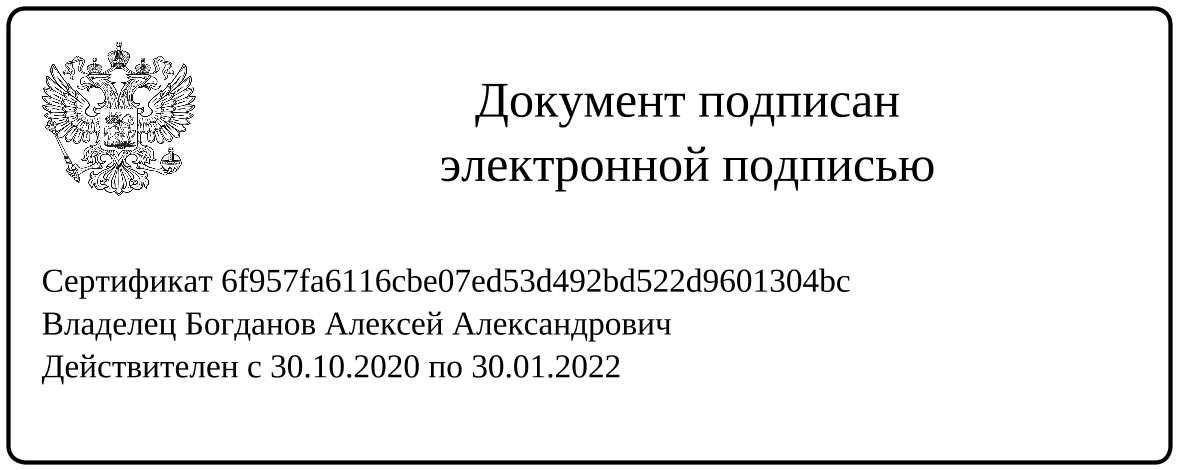 Документ подписан
электронной подписью
Сертификат 6f957fa6116cbe07ed53d492bd522d9601304bc
Владелец Богданов Алексей Александрович
Действителен с 30.10.2020 по 30.01.2022